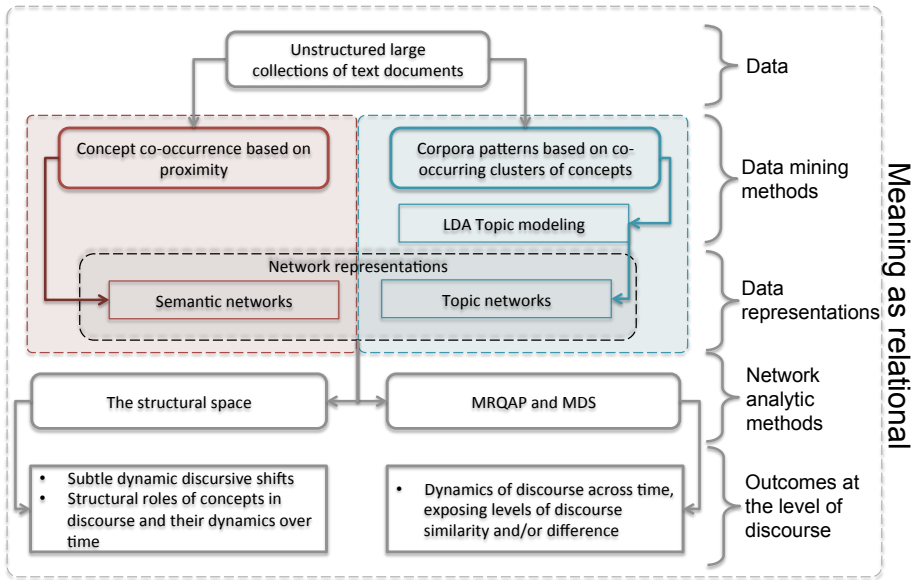 Unstructured large
collections of text documents
Data
Concept co-occurrence based on
proximity
Corpora patterns based on co-
occurring clusters of concepts
LDA Topic modeling
Data mining
methods
Network representations
Semantic networks
Topic networks
Data
representations
The structural space
MRQAP and MDS
Network
analytic
methods
• Subtle dynamic discursive shifts
• Structural roles of concepts in
discourse and their dynamics over
time
• Dynamics of discourse across time,
exposing levels of discourse
similarity and/or difference
Outcomes at
the level of
discourse
Meaning as relational